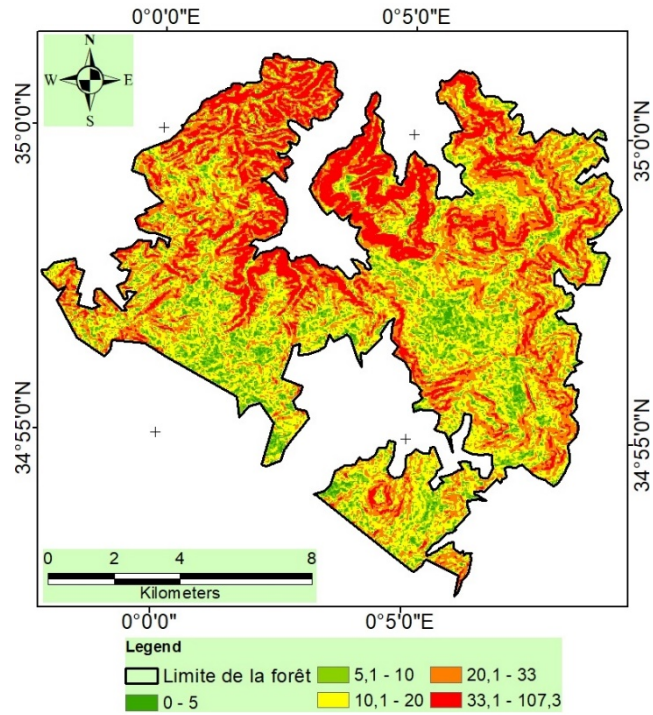 0°0'0"E 0°5'0"E
N
W E
S
35°0'0"N
35°0'0"N
34°55'0"N
34°55'0"N
0 2 4 8
Kilometers
0°0'0" 0°5'0"E
Legend
Limite de la forêt
0 - 5
5,1 - 10
10,1 - 20
20,1 - 33
33,1 - 107,3